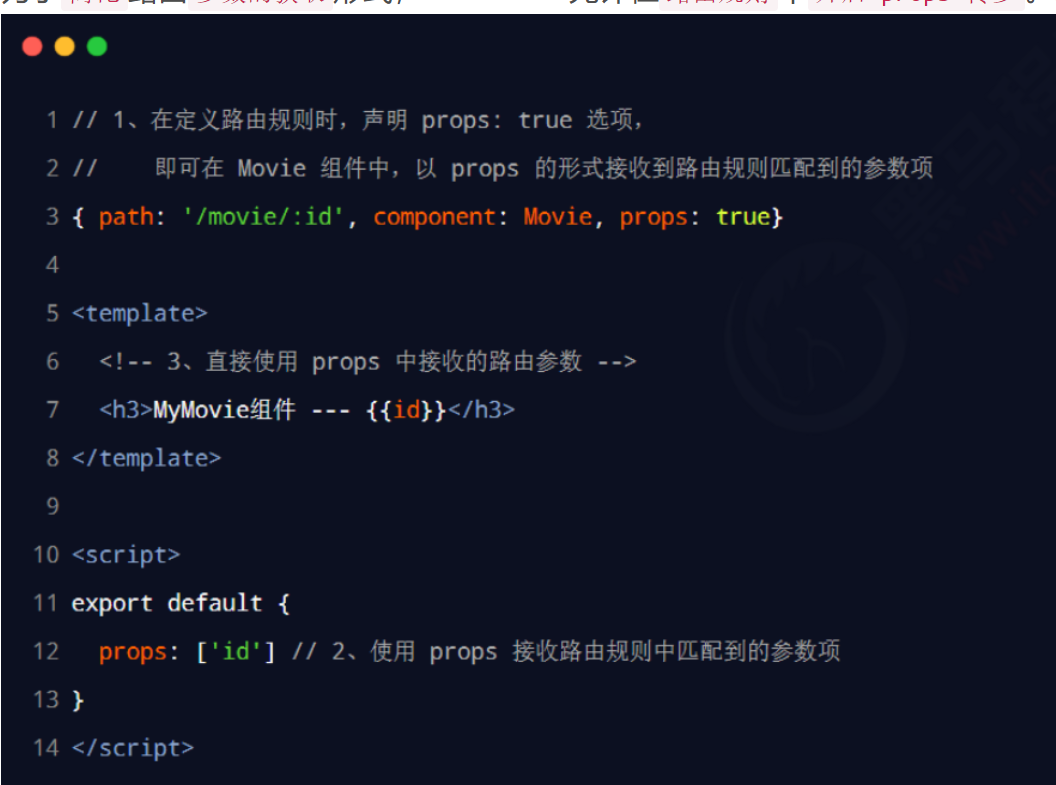 1 // 1、在定义路由规则时，声明 props: true 选项，
2 //    即可在 Movie 组件中，以 props 的形式接收到路由规则匹配到的参数项
3 { path: '/movie/:id', component: Movie, props: true}
4
5 <template>
6   <!-- 3、直接使用 props 中接收的路由参数 -->
7   <h3>MyMovie组件 --- {{id}}</h3>
8 </template>
9
10 <script>
11 export default {
12   props: ['id'] // 2、使用 props 接收路由规则中匹配到的参数项
13 }
14 </script>